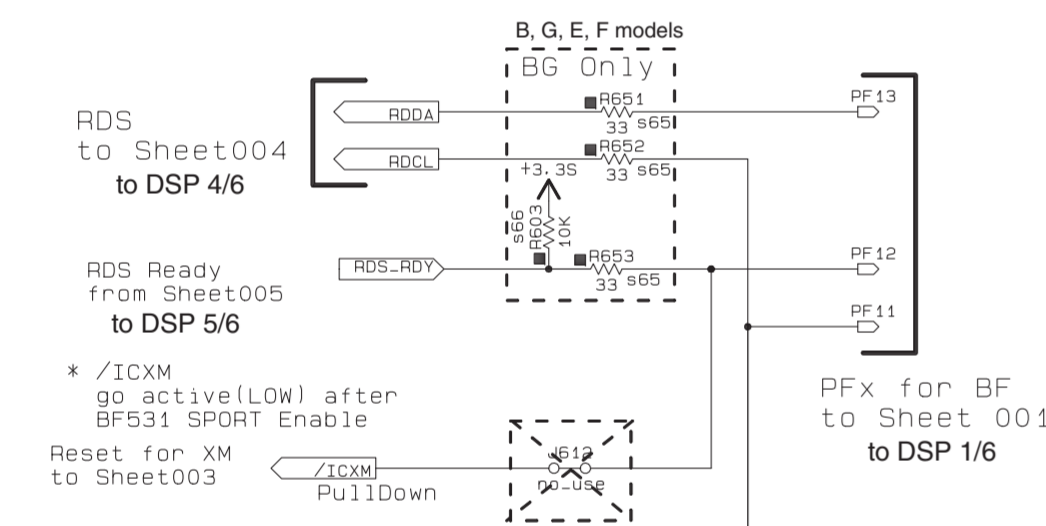 B, G, E, F models
BG Only
RDS
to Sheet004
to DSP 4/6
RDDA
R651
33 s65
PF13
RDCL
R652
33 s65
+3.3S
s66
R603
10K
RDS Ready
from Sheet005
to DSP 5/6
RDS_RDY
R653
33 s65
PF12
PF11
* /ICXM
go active(LOW) after
BF531 SPORT Enable
Reset for XM
to Sheet003
/ICXM
PullDown
J612
no_use
PFx for BF
to Sheet 001
to DSP 1/6